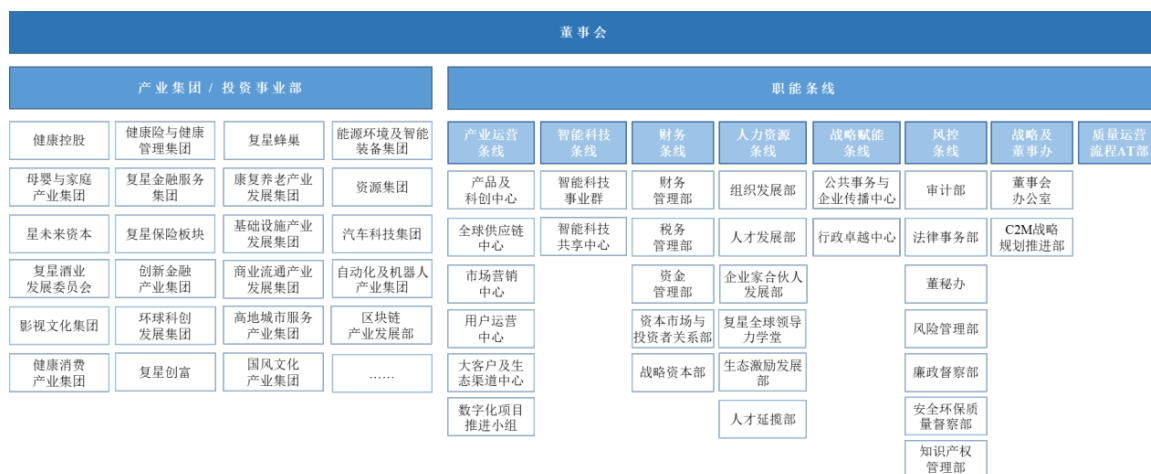 董事会
产业集团 / 投资事业部
健康控股
健康险与健康
管理集团
复星蜂巢
能源环境及智能
装备集团
母婴与家庭
产业集团
复星金融服务
集团
康复养老产业
发展集团
资源集团
星未来资本
复星保险板块
基础设施产业
发展集团
汽车科技集团
复星酒业
发展委员会
创新金融
产业集团
商业流通产业
发展集团
自动化及机器人
产业集团
影视文化集团
环球科创
发展集团
高地城市服务
产业集团
区块链
产业发展部
健康消费
产业集团
复星创富
国风文化
产业集团
……
职能条线
产业运营
条线
产品及
科创中心
全球供应链
中心
市场营销
中心
用户运营
中心
大客户及生
态渠道中心
数字化项目
推进小组
智能科技
条线
智能科技
事业群
智能科技
共享中心
财务
条线
财务
管理部
税务
管理部
资金
管理部
资本市场与
投资者关系部
战略资本部
人力资源
条线
组织发展部
人才发展部
企业家合伙人
发展部
复星全球领导
力学堂
生态激励发展
部
人才延揽部
战略赋能
条线
公共事务与
企业传播中心
行政卓越中心
风控
条线
审计部
法律事务部
董秘办
风险管理部
廉政督察部
安全环保质
量督察部
知识产权
管理部
战略及
董事办
董事会
办公室
C2M战略
规划推进部
质量运营
流程AT部